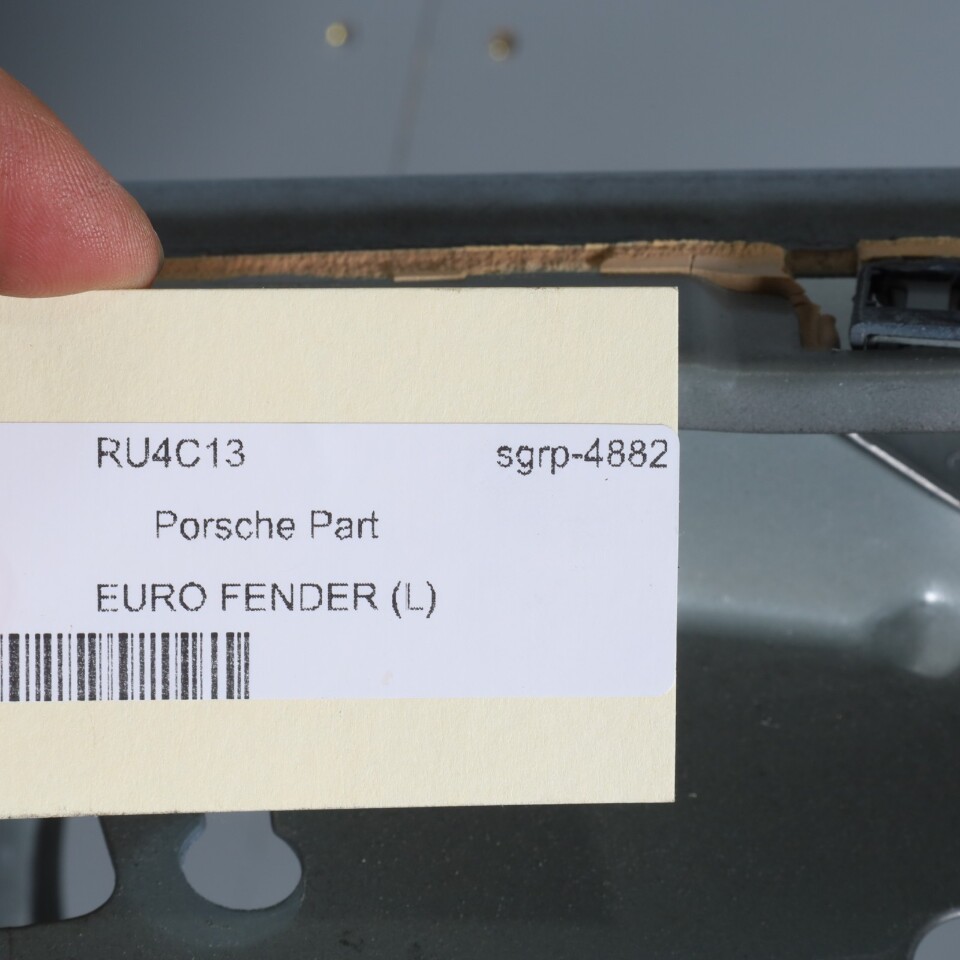 RU4C13 sgrp-4882
Porsche Part
EURO FENDER (L)